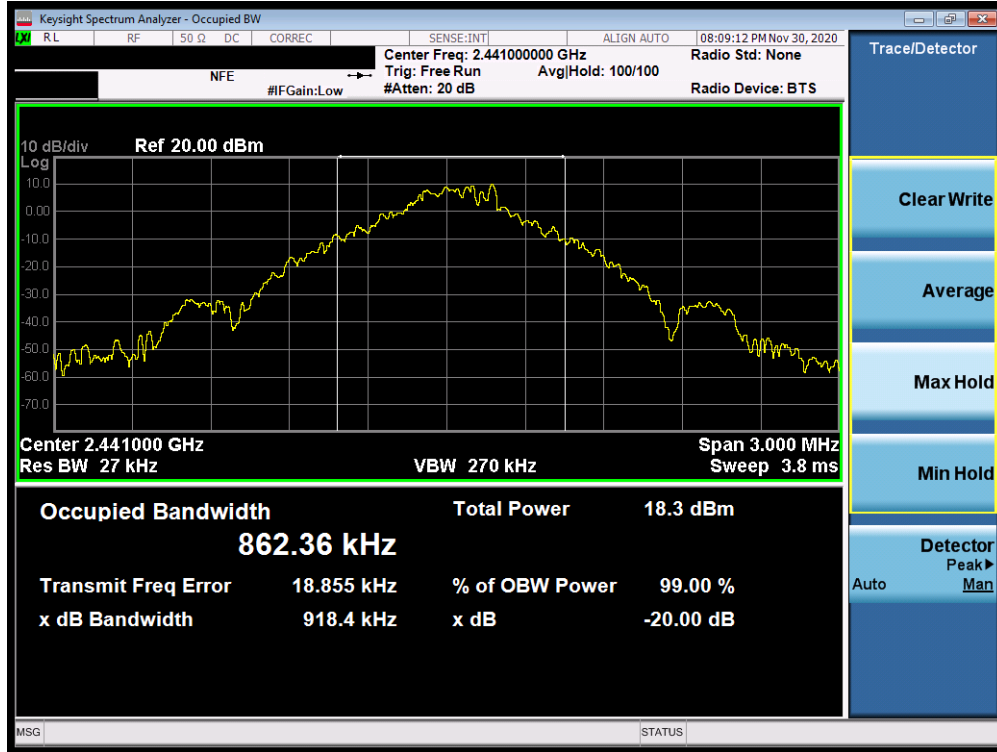 Keysight Spectrum Analyzer - Occupied BW
LXI RL RF 50 Ω DC CORREC SENSE:INT ALIGN AUTO 08:09:12 PM Nov 30, 2020
Center Freq: 2.441000000 GHz Radio Std: None
NFE Trig: Free Run Avg|Hold: 100/100
#IFGain:Low #Atten: 20 dB Radio Device: BTS
10 dB/div Ref 20.00 dBm
Log
10.0
0.00
-10.0
-20.0
-30.0
-40.0
-50.0
-60.0
-70.0
Center 2.441000 GHz Span 3.000 MHz
Res BW 27 kHz VBW 270 kHz Sweep 3.8 ms
Occupied Bandwidth Total Power 18.3 dBm
862.36 kHz
Transmit Freq Error 18.855 kHz % of OBW Power 99.00 %
x dB Bandwidth 918.4 kHz x dB -20.00 dB
MSG STATUS
Trace/Detector
Clear Write
Average
Max Hold
Min Hold
Detector
Peak▶
Auto Man